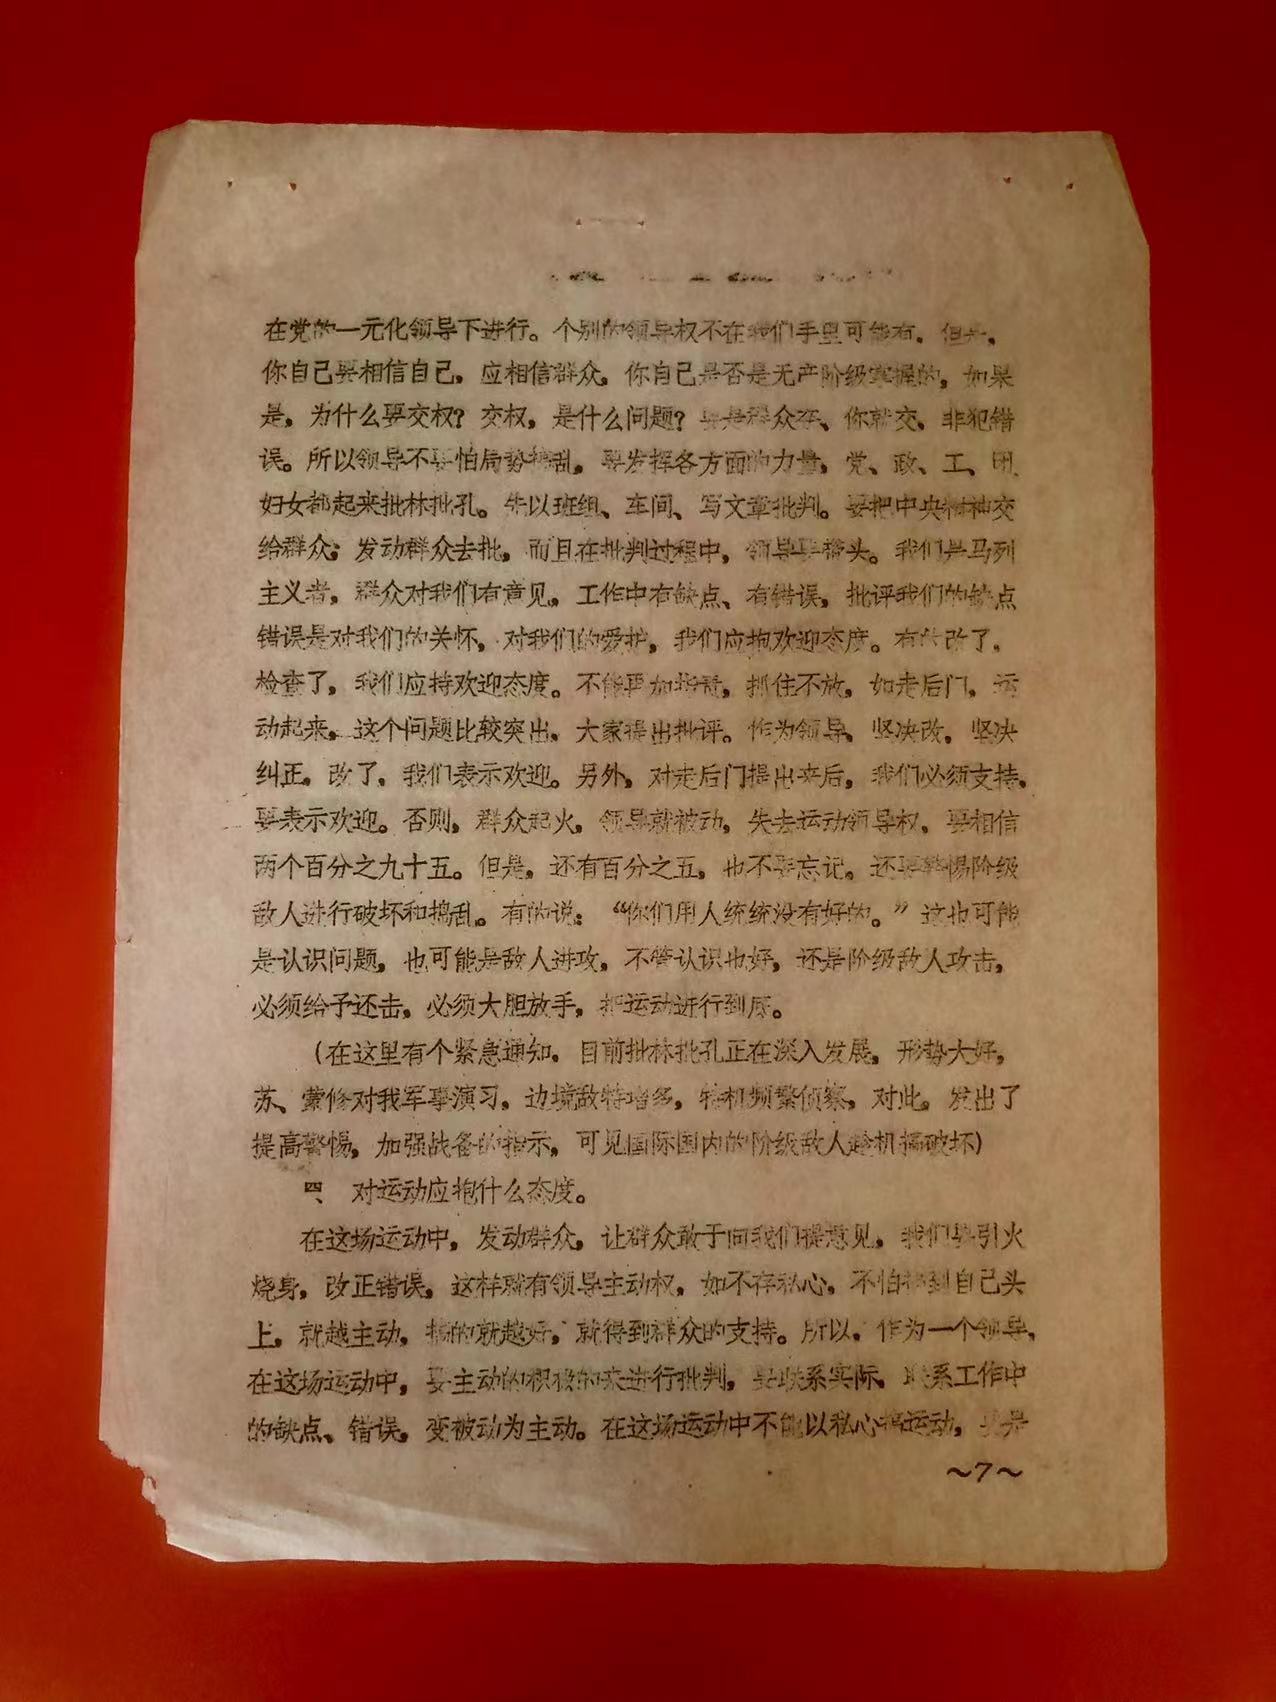 在党的一元化领导下进行。个别的领导权不在我们手里可能有，但是，
你自己要相信自己，应相信群众，你自己是否是无产阶级掌握的，如果
是，为什么要交权？交权，是什么问题？要是群众夺、你就交，非犯错
误。所以领导不要怕局势搞乱，要发挥各方面的力量，党、政、工、团、
妇女都起来批林批孔。先以班组、车间、写文章批判。要把中央精神交
给群众；发动群众去批，而且在批判过程中，领导要带头。我们是马列
主义者，群众对我们有意见，工作中有缺点、有错误，批评我们的缺点
错误是对我们的关怀，对我们的爱护，我们应抱欢迎态度。有的改了，
检查了，我们应持欢迎态度。不能再加指责，抓住不放，如走后门，运
动起来，这个问题比较突出，大家提出批评。作为领导，坚决改，坚决
纠正，改了，我们表示欢迎。另外，对走后门提出来后，我们必须支持，
要表示欢迎。否则，群众起火，领导就被动，失去运动领导权，要相信
两个百分之九十五。但是，还有百分之五，也不要忘记。还要警惕阶级
敌人进行破坏和捣乱。有的说：“你们用人统统没有好的。”这也可能
是认识问题，也可能是敌人进攻，不管认识也好，还是阶级敌人攻击，
必须给予还击，必须大胆放手，把运动进行到底。
（在这里有个紧急通知，目前批林批孔正在深入发展，形势大好，
苏、蒙修对我军事演习，边境敌特增多，特机频繁侦察，对此，发出了
提高警惕，加强战备的指示，可见国际国内的阶级敌人趁机搞破坏）
四、对运动应抱什么态度。
在这场运动中，发动群众，让群众敢于向我们提意见，我们要引火
烧身，改正错误，这样就有领导主动权，如不存私心，不怕搞到自己头
上，就越主动，搞的就越好，就得到群众的支持。所以，作为一个领导，
在这场运动中，要主动的积极的来进行批判，要联系实际，联系工作中
的缺点、错误，变被动为主动。在这场运动中不能以私心搞运动，
～7～